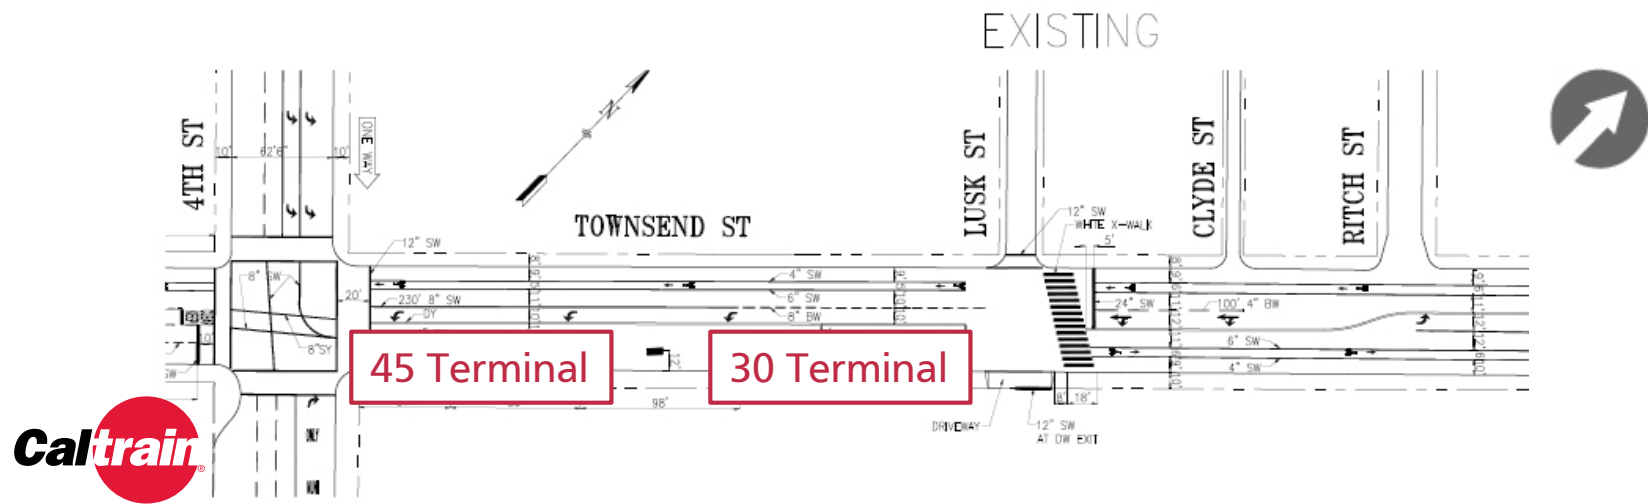 EXISTING
4TH ST
10'
62'6"
10'
ONE WAY
N
TOWNSEND ST
LUSK ST
CLYDE ST
RITCH ST
12" SW
WHITE X-WALK
5'
12" SW
8" SW
20'
230' 8" SW
DY
4" SW
6" SW
8" BW
24" SW
100' 4" BW
8"SY
6" SW
4" SW
45 Terminal
30 Terminal
12'
98'
DRIVEWAY
8'
18'
12" SW
AT DW EXIT
ONLY
Caltrain®